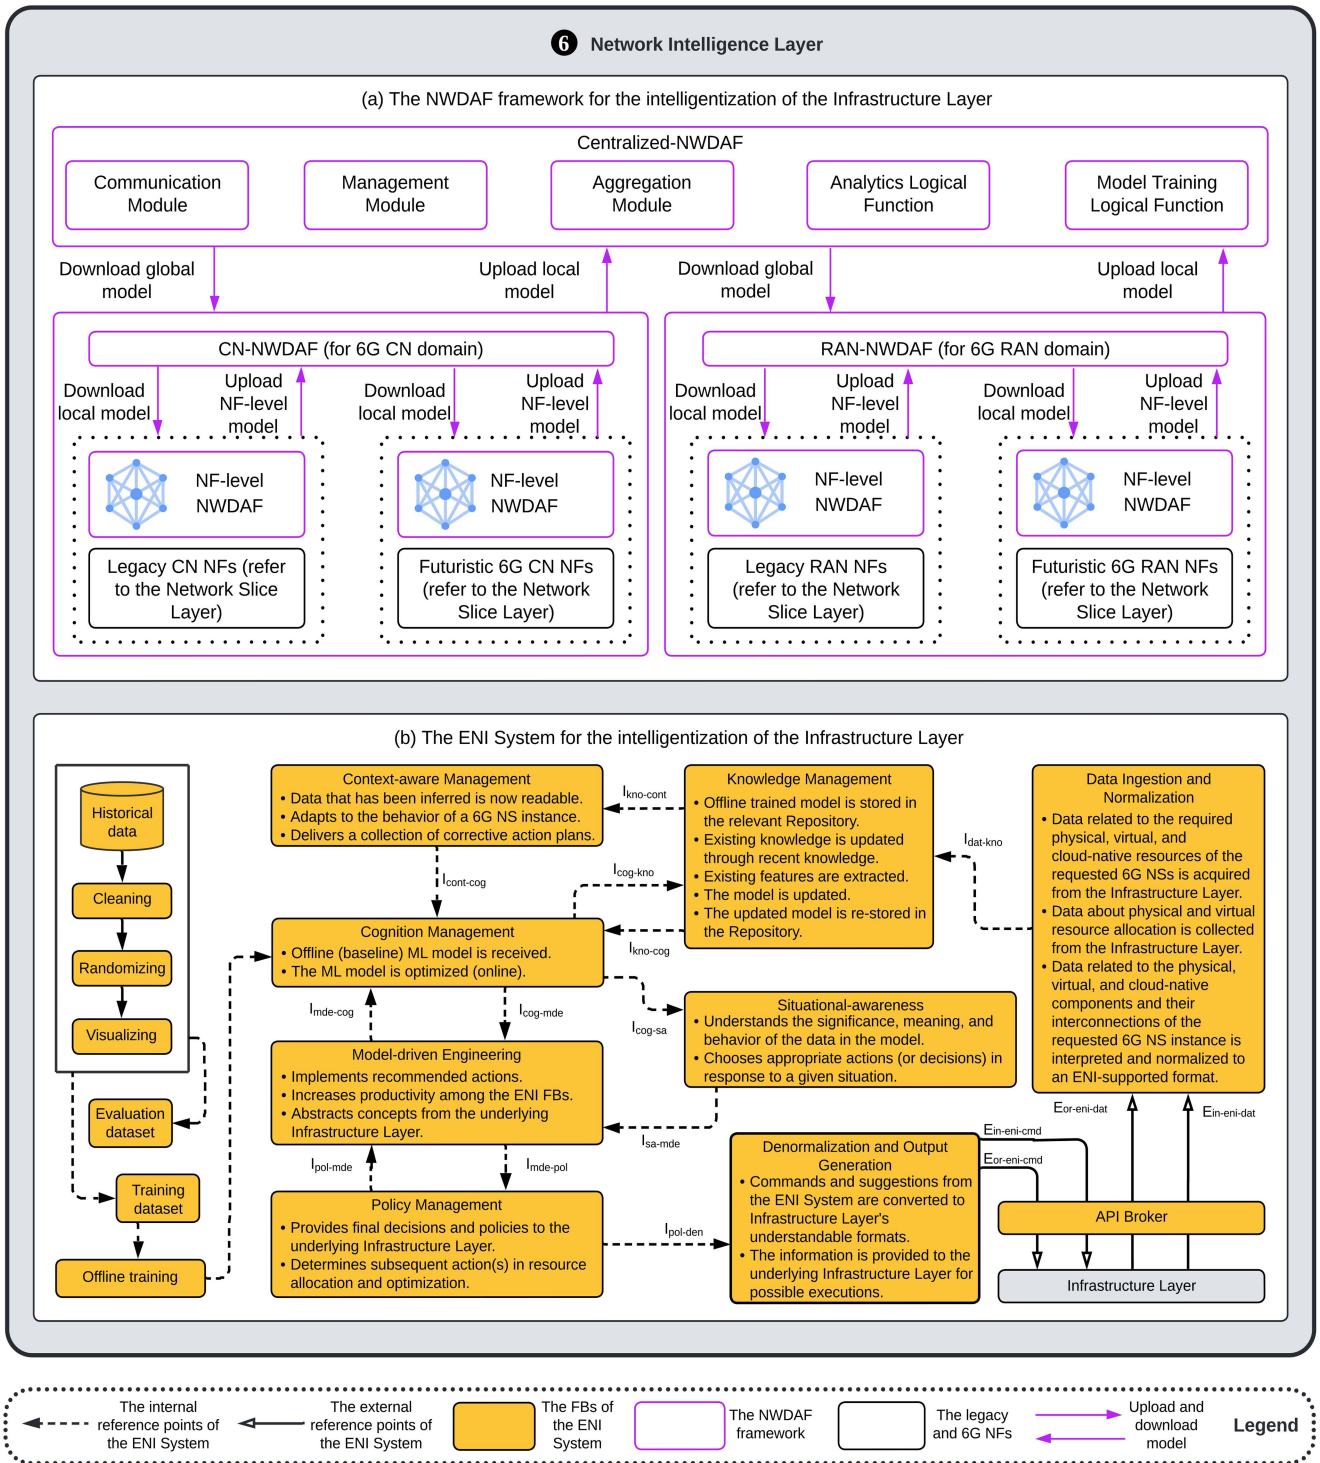 6 Network Intelligence Layer
(a) The NWDAF framework for the intelligentization of the Infrastructure Layer
Centralized-NWDAF
Communication
Module
Management
Module
Aggregation
Module
Analytics Logical
Function
Model Training
Logical Function
Download global
model
Upload local
model
Download global
model
Upload local
model
CN-NWDAF (for 6G CN domain)
RAN-NWDAF (for 6G RAN domain)
Download
local model
Upload
NF-level
model
Download
local model
Upload
NF-level
model
Download
local model
Upload
NF-level
model
Download
local model
Upload
NF-level
model
NF-level
NWDAF
NF-level
NWDAF
NF-level
NWDAF
NF-level
NWDAF
Legacy CN NFs (refer
to the Network Slice
Layer)
Futuristic 6G CN NFs
(refer to the Network
Slice Layer)
Legacy RAN NFs
(refer to the Network
Slice Layer)
Futuristic 6G RAN NFs
(refer to the Network
Slice Layer)
(b) The ENI System for the intelligentization of the Infrastructure Layer
Historical
data
Cleaning
Randomizing
Visualizing
Evaluation
dataset
Training
dataset
Offline training
Context-aware Management
• Data that has been inferred is now readable.
• Adapts to the behavior of a 6G NS instance.
• Delivers a collection of corrective action plans.
Icont-cog
Cognition Management
• Offline (baseline) ML model is received.
• The ML model is optimized (online).
Imde-cog
Icog-mde
Model-driven Engineering
• Implements recommended actions.
• Increases productivity among the ENI FBs.
• Abstracts concepts from the underlying
Infrastructure Layer.
Ipol-mde
Imde-pol
Policy Management
• Provides final decisions and policies to the
underlying Infrastructure Layer.
• Determines subsequent action(s) in resource
allocation and optimization.
Ikno-cont
Icog-kno
Ikno-cog
Icog-sa
Isa-mde
Ipol-den
Knowledge Management
• Offline trained model is stored in
the relevant Repository.
• Existing knowledge is updated
through recent knowledge.
• Existing features are extracted.
• The model is updated.
• The updated model is re-stored in
the Repository.
Situational-awareness
• Understands the significance, meaning, and
behavior of the data in the model.
• Chooses appropriate actions (or decisions) in
response to a given situation.
Denormalization and Output
Generation
• Commands and suggestions from
the ENI System are converted to
Infrastructure Layer's
understandable formats.
• The information is provided to the
underlying Infrastructure Layer for
possible executions.
Idat-kno
Data Ingestion and
Normalization
• Data related to the required
physical, virtual, and
cloud-native resources of the
requested 6G NSs is acquired
from the Infrastructure Layer.
• Data about physical and virtual
resource allocation is collected
from the Infrastructure Layer.
• Data related to the physical,
virtual, and cloud-native
components and their
interconnections of the
requested 6G NS instance is
interpreted and normalized to
an ENI-supported format.
Eor-eni-dat
Ein-eni-dat
Ein-eni-cmd
Eor-eni-cmd
API Broker
Infrastructure Layer
The internal
reference points of
the ENI System
The external
reference points of
the ENI System
The FBs of
the ENI
System
The NWDAF
framework
The legacy
and 6G NFs
Upload and
download
model
Legend